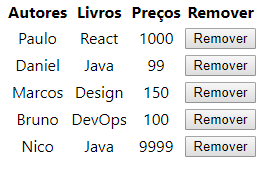 Autores Livros Preços Remover
Paulo React 1000 Remover
Daniel Java 99 Remover
Marcos Design 150 Remover
Bruno DevOps 100 Remover
Nico Java 9999 Remover